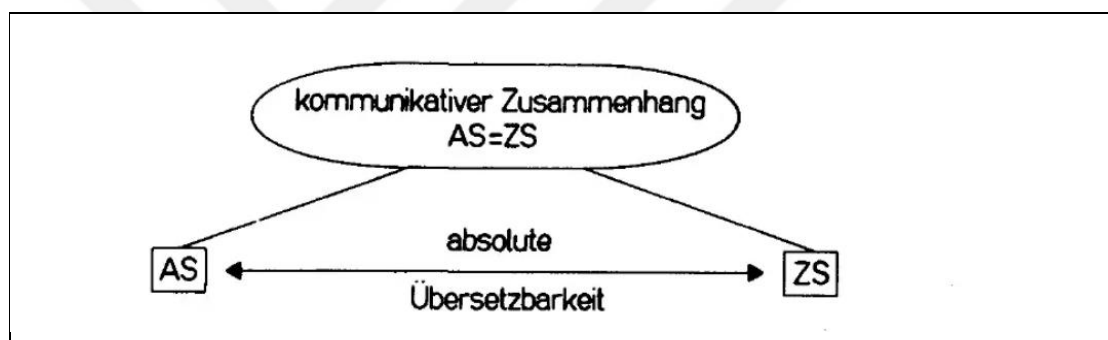 kommunikativer Zusammenhang
AS=ZS
absolute
AS
ZS
Übersetzbarkeit